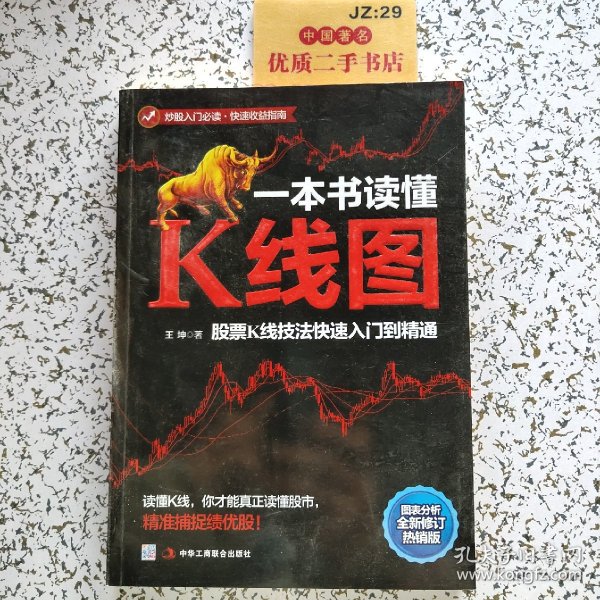 JZ:29
中国著名
优质二手书店
炒股入门必读·快速收益指南
一本书读懂
K线图
王坤◎著 股票K线技法快速入门到精通
读懂K线，你才能真正读懂股市，
精准捕捉绩优股！
图表分析
全新修订
热销版
中华工商联合出版社
孔夫子旧书网
www.kongfz.com